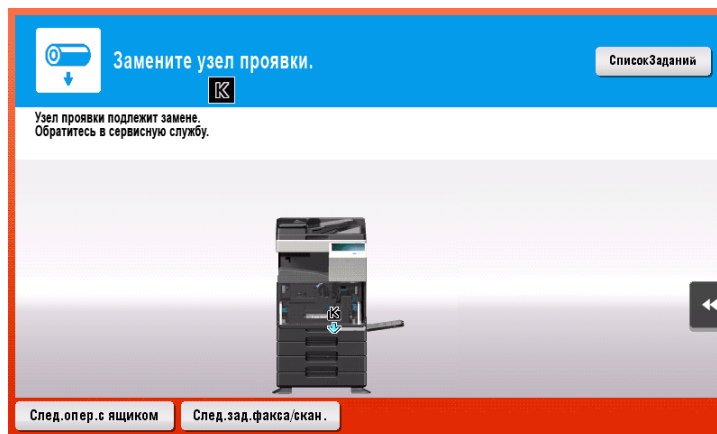 Замените узел проявки.
СписокЗаданий
K
Узел проявки подлежит замене.
Обратитесь в сервисную службу.
K
След.опер.с ящиком
След.зад.факса/скан.